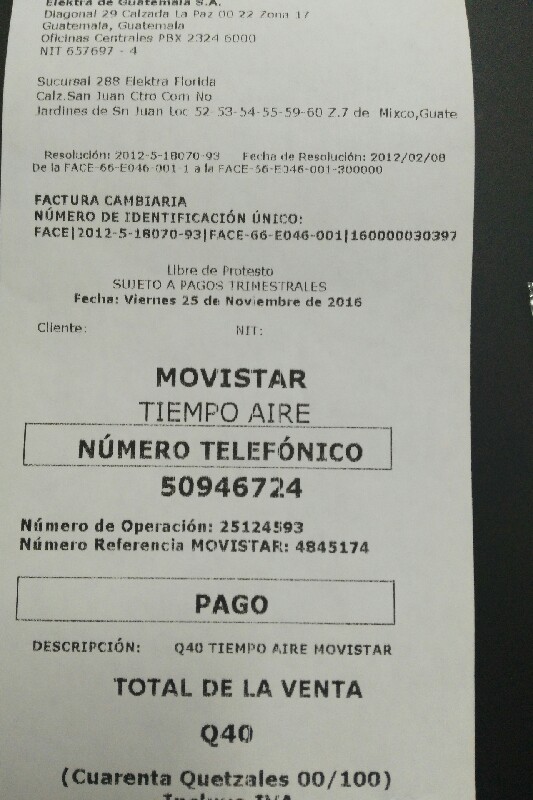 Elektra de Guatemala S.A.
Diagonal 29 Calzada La Paz 00 22 Zona 17
Guatemala, Guatemala
Oficinas Centrales PBX 2324 6000
NIT 657697 - 4
Sucursal 288 Elektra Florida
Calz.San Juan Ctro Com No
Jardines de Sn Juan Loc 52-53-54-55-59-60 Z.7 de Mixco,Guate
Resolución: 2012-5-18070-93 Fecha de Resolución: 2012/02/08
De la FACE-66-E046-001-1 a la FACE-56-E046-001-300000
FACTURA CAMBIARIA
NÚMERO DE IDENTIFICACIÓN ÚNICO:
FACE|2012-5-18070-93|FACE-66-E046-001|160000030397
Libre de Protesto
SUJETO A PAGOS TRIMESTRALES
Fecha: Viernes 25 de Noviembre de 2016
Cliente: NIT:
MOVISTAR
TIEMPO AIRE
NÚMERO TELEFÓNICO
50946724
Número de Operación: 25124593
Número Referencia MOVISTAR: 4845174
PAGO
DESCRIPCIÓN: Q40 TIEMPO AIRE MOVISTAR
TOTAL DE LA VENTA
Q40
(Cuarenta Quetzales 00/100)
Incluye IVA